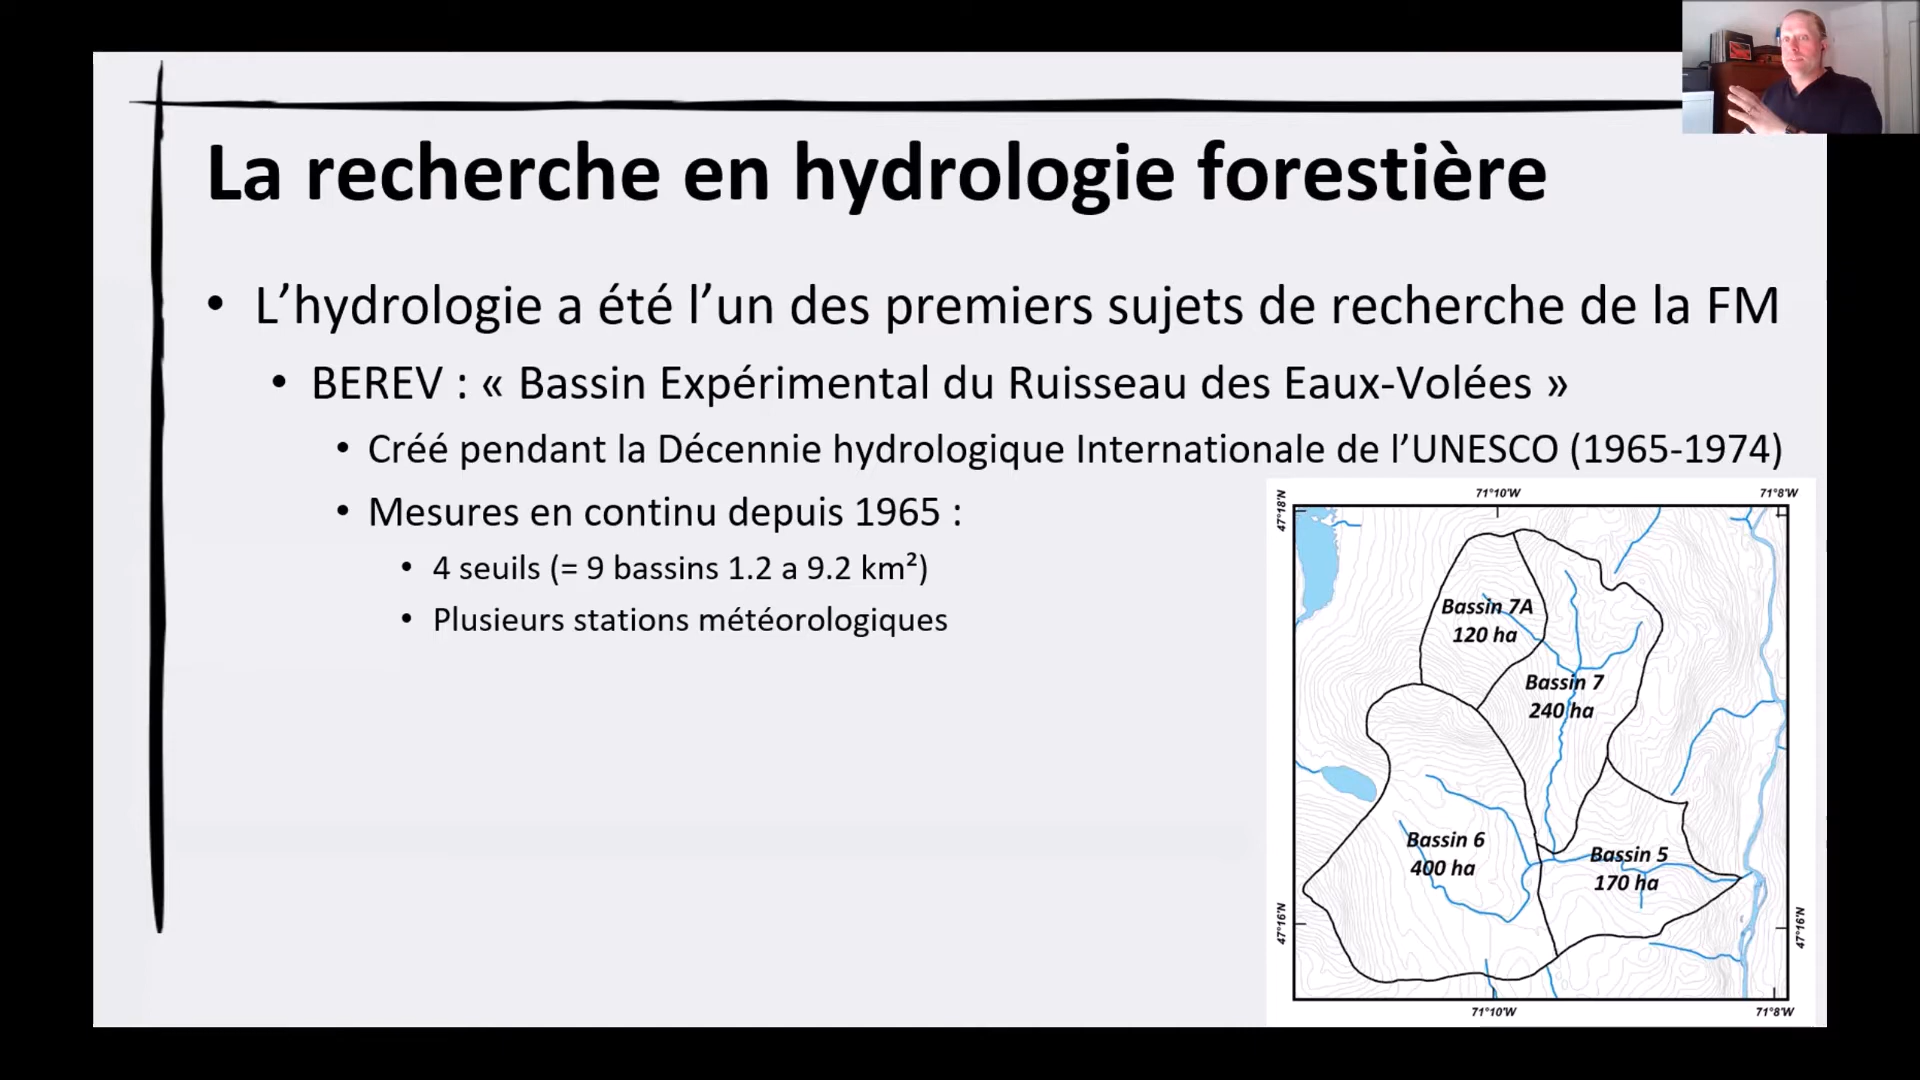 La recherche en hydrologie forestière
• L’hydrologie a été l’un des premiers sujets de recherche de la FM
• BEREV : « Bassin Expérimental du Ruisseau des Eaux-Volées »
• Créé pendant la Décennie hydrologique Internationale de l’UNESCO (1965-1974)
• Mesures en continu depuis 1965 :
• 4 seuils (= 9 bassins 1.2 a 9.2 km²)
• Plusieurs stations météorologiques
71°10'W
71°8'W
47°18'N
Bassin 7A
120 ha
Bassin 7
240 ha
Bassin 6
400 ha
Bassin 5
170 ha
47°16'N
47°16'N
71°10'W
71°8'W